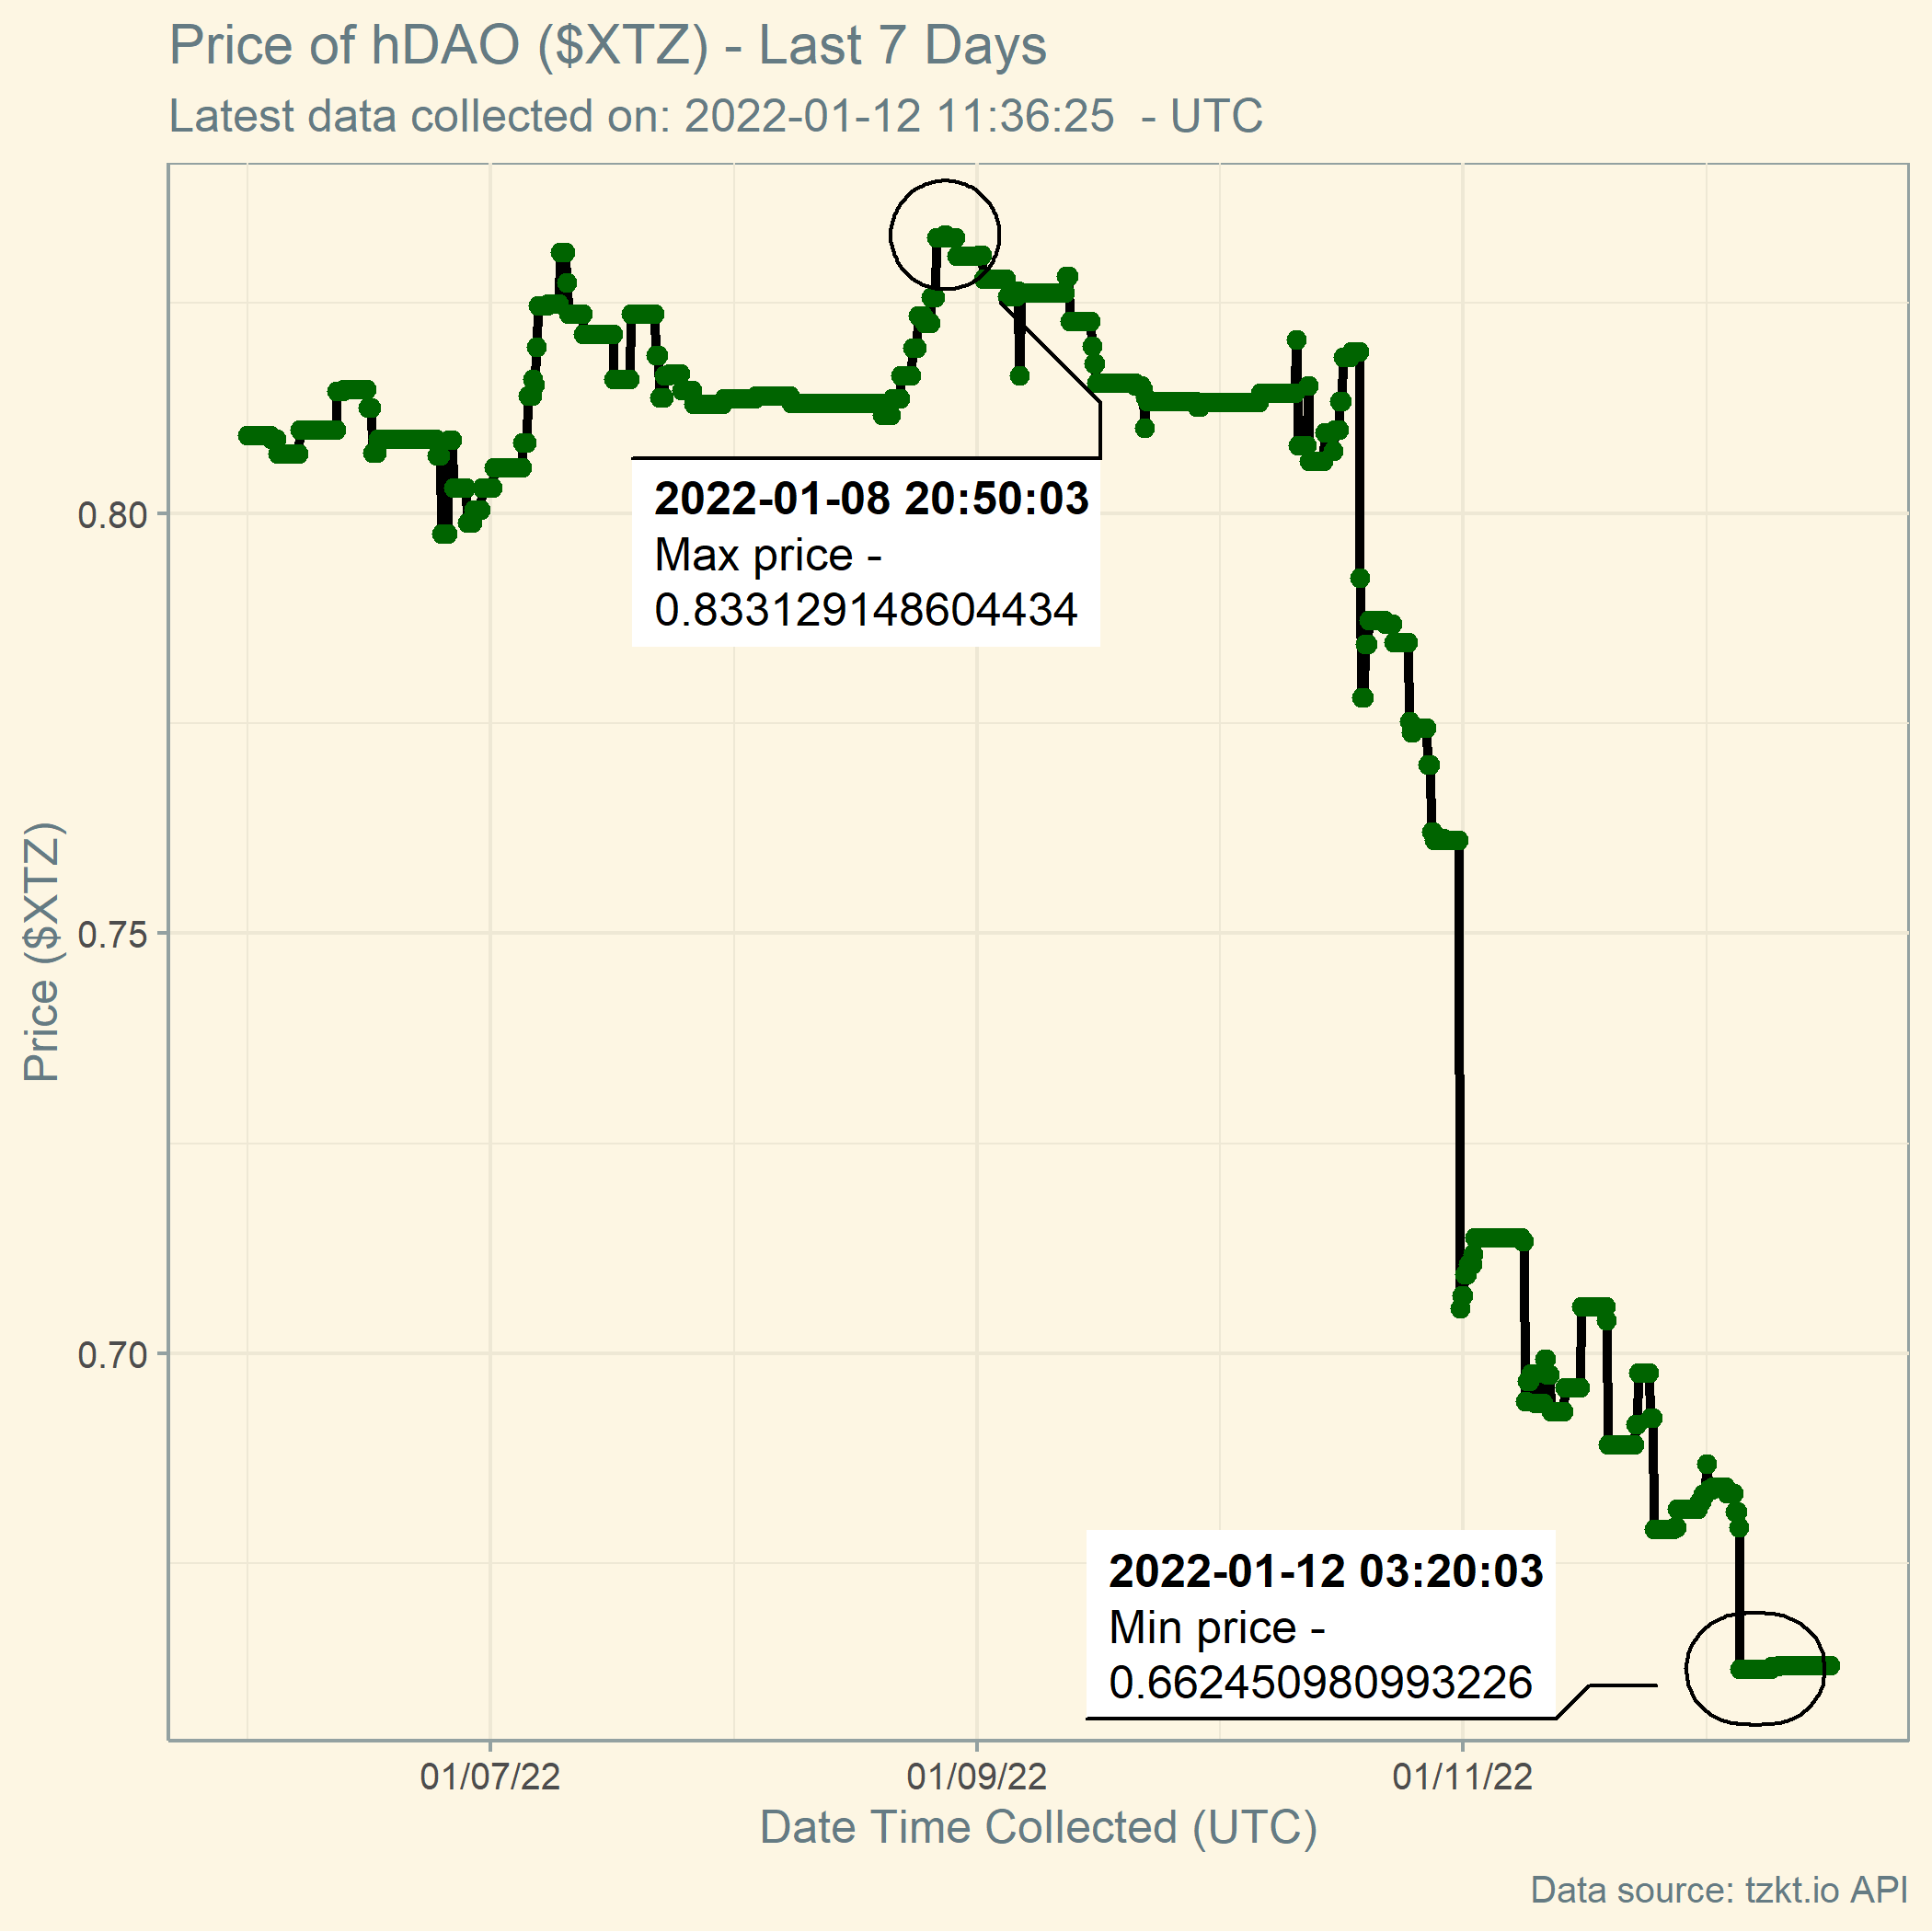 Price of hDAO ($XTZ) - Last 7 Days
Latest data collected on: 2022-01-12 11:36:25  - UTC
2022-01-08 20:50:03
Max price -
0.833129148604434
0.80
0.75
0.70
Price ($XTZ)
2022-01-12 03:20:03
Min price -
0.662450980993226
01/07/22
01/09/22
01/11/22
Date Time Collected (UTC)
Data source: tzkt.io API